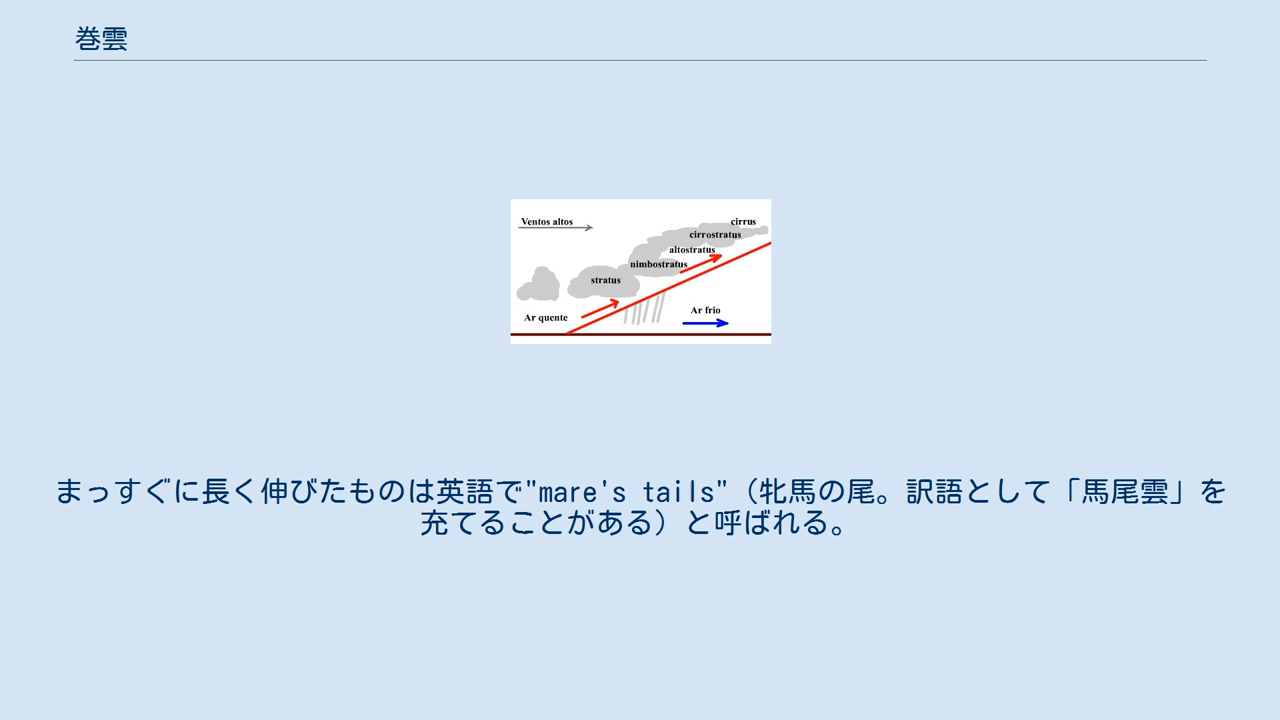 巻雲
Ventos altos
cirrus
cirrostratus
altostratus
nimbostratus
stratus
Ar quente
Ar frio
まっすぐに長く伸びたものは英語で"mare's tails"（牝馬の尾。訳語として「馬尾雲」を
充てることがある）と呼ばれる。